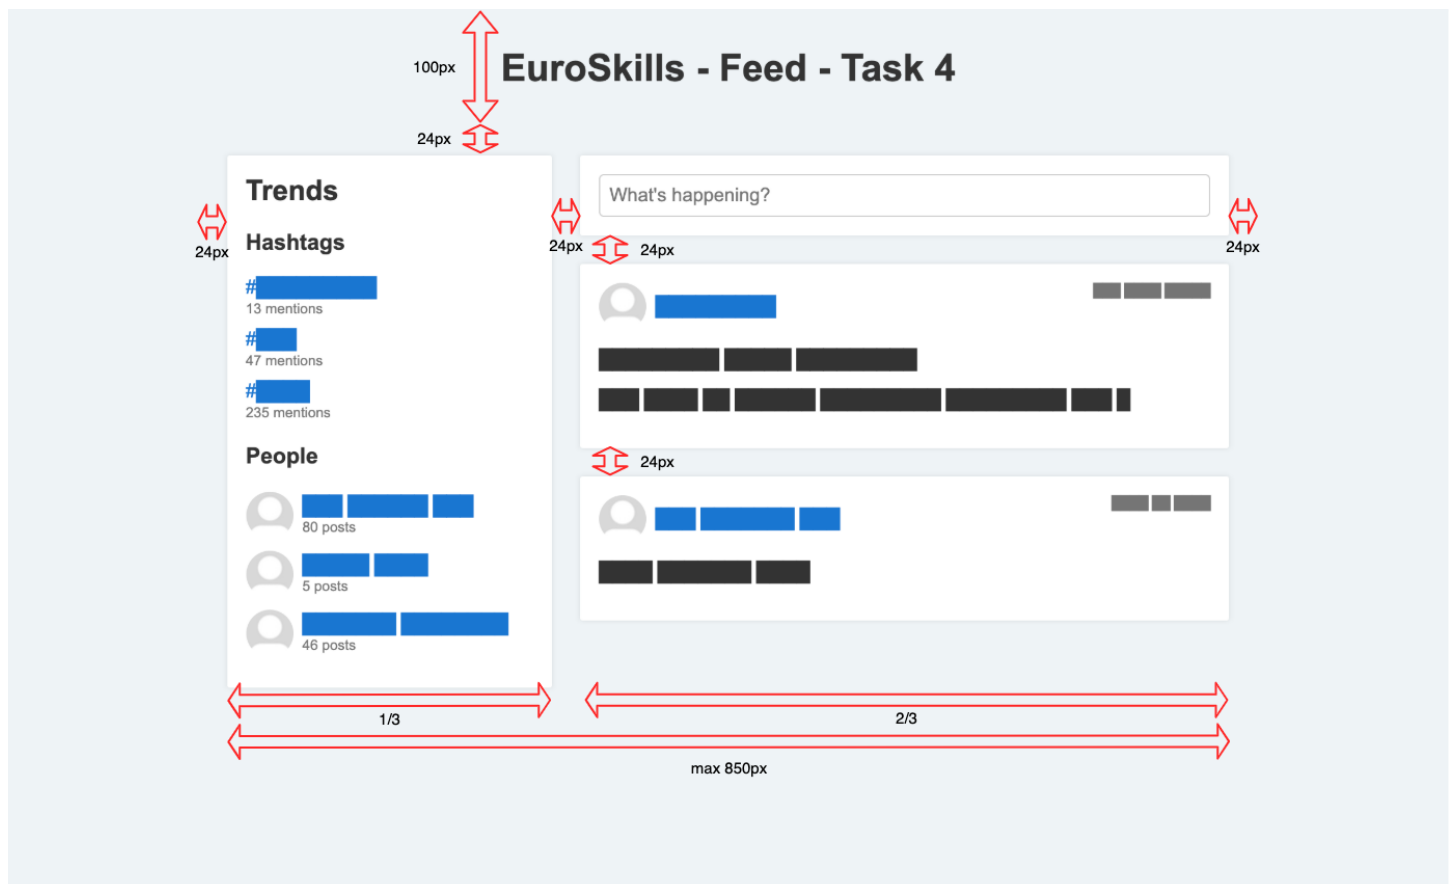 EuroSkills - Feed - Task 4
100px
24px
Trends
Hashtags
#
13 mentions
#
47 mentions
#
235 mentions
People
80 posts
5 posts
46 posts
24px
24px
What's happening?
24px
24px
24px
1/3
2/3
max 850px